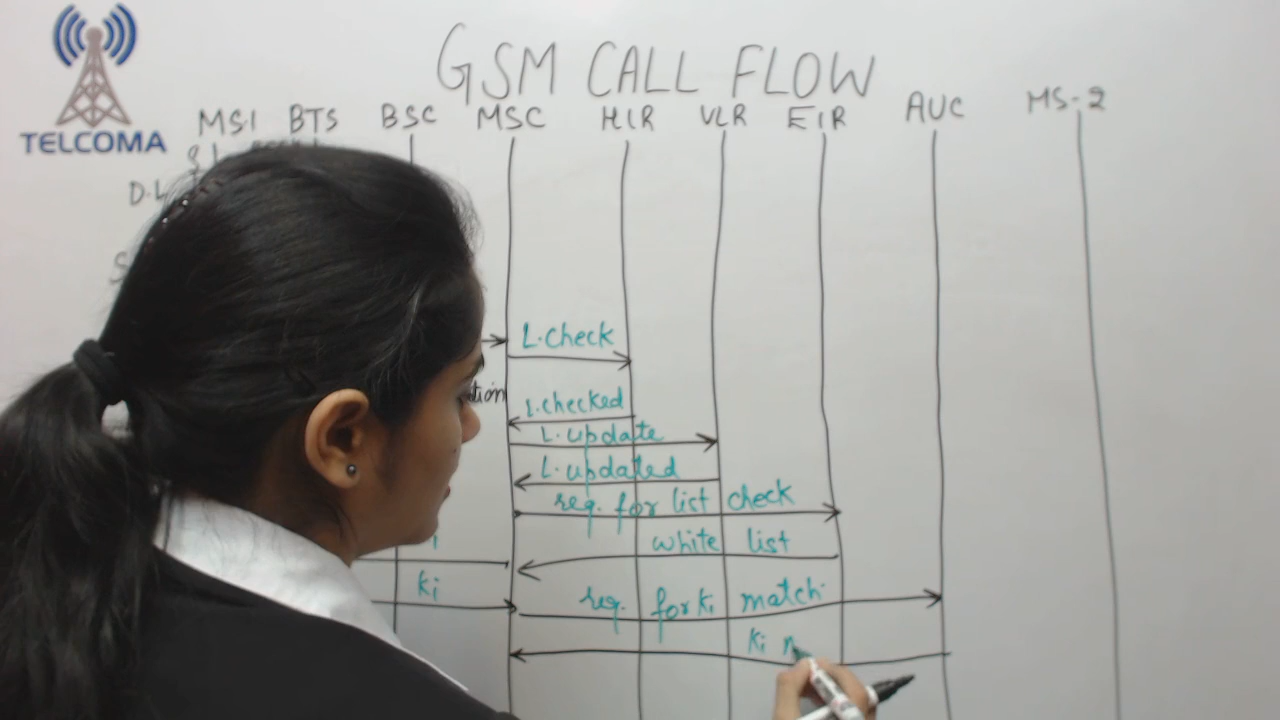 GSM CALL FLOW
TELCOMA
MS1 BTS BSC MSC HLR VLR EIR AUC MS-2
D.L
L.check
L.checked
L.update
L.updated
req. for list check
white list
Ki
req. for Ki match
Ki